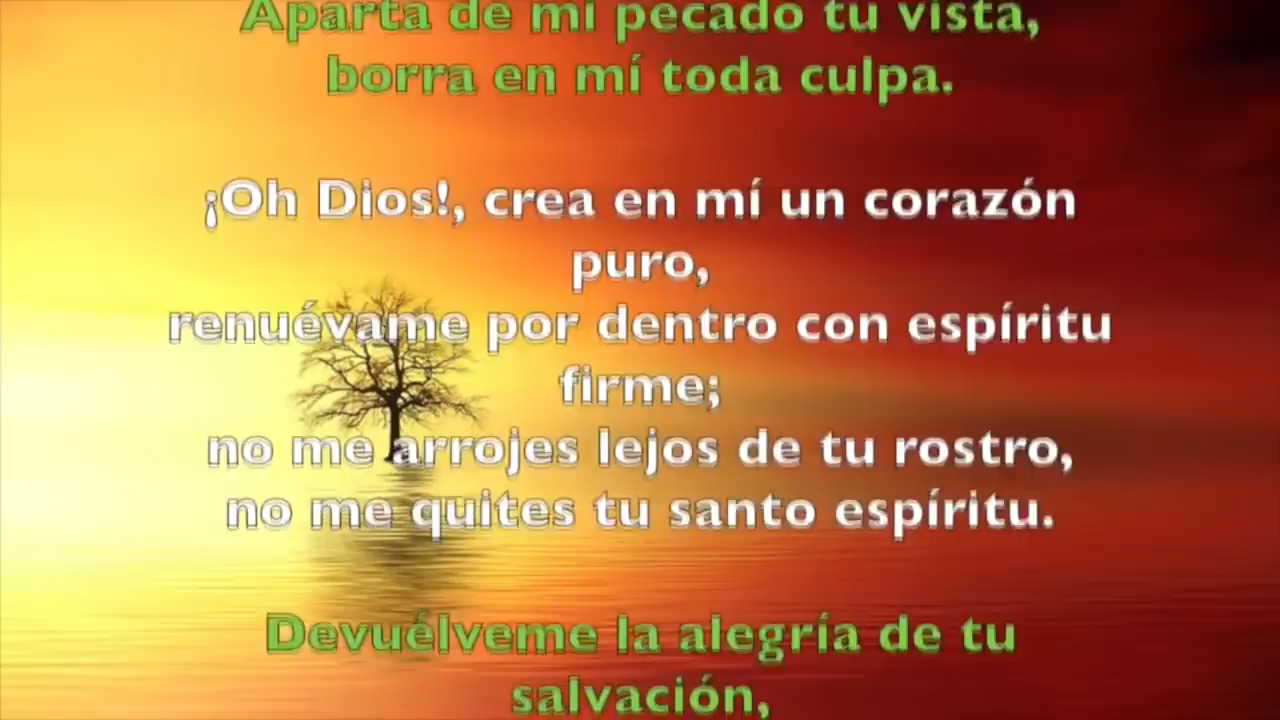 Aparta de mi pecado tu vista,
borra en mí toda culpa.
¡Oh Dios!, crea en mí un corazón
puro,
renuévame por dentro con espíritu
firme;
no me arrojes lejos de tu rostro,
no me quites tu santo espíritu.
Devuélveme la alegría de tu
salvación,